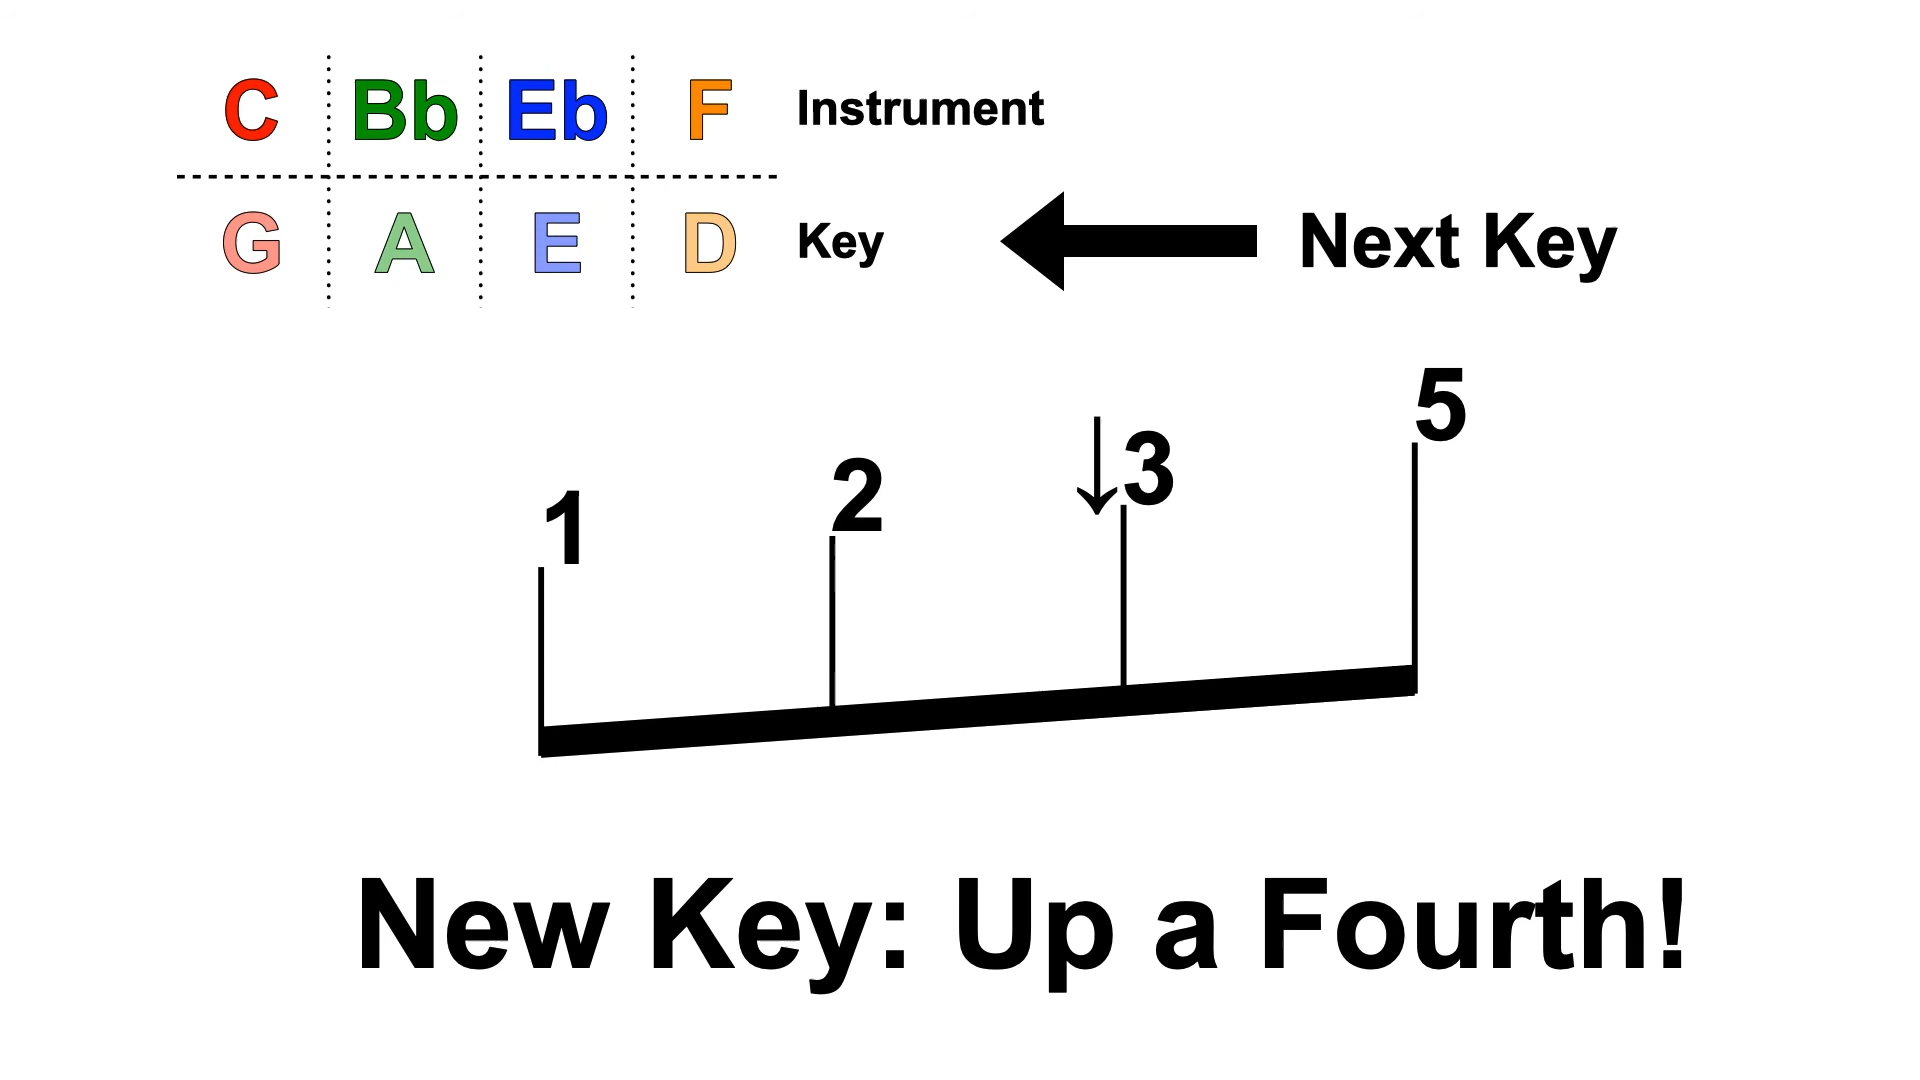 C Bb Eb F Instrument
G A E D Key Next Key
1 2 ↓3 5
New Key: Up a Fourth!